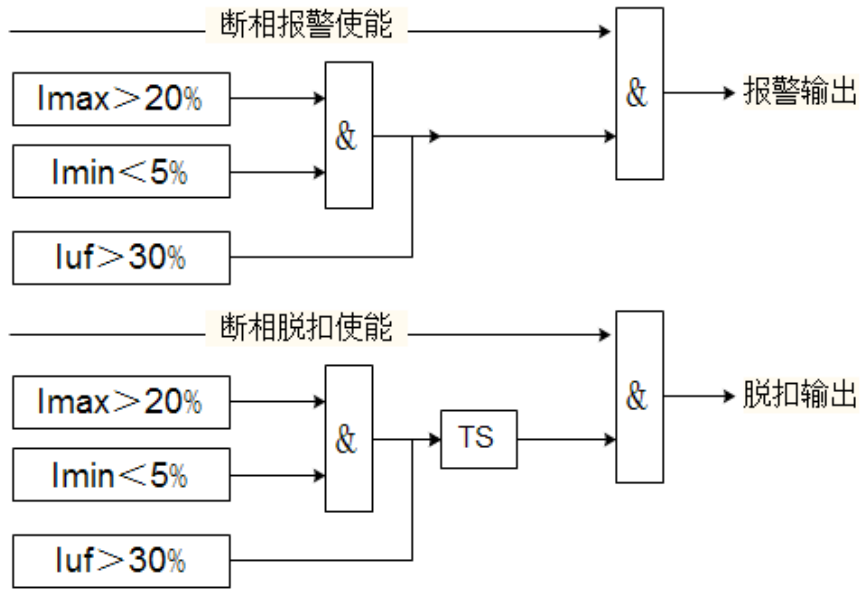 断相报警使能
Imax＞20%
&
&
报警输出
Imin＜5%
Iuf＞30%
断相脱扣使能
Imax＞20%
&
TS
&
脱扣输出
Imin＜5%
Iuf＞30%